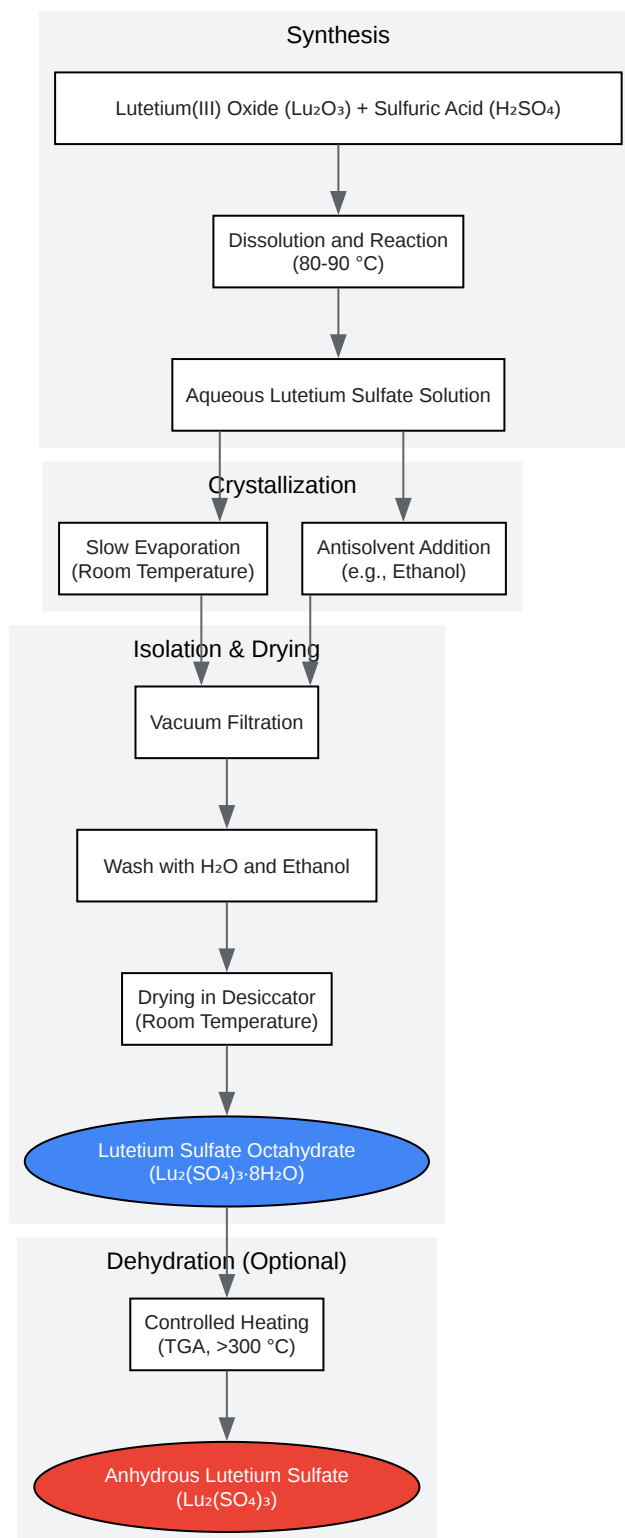 Synthesis
Lutetium(III) Oxide (Lu₂O₃) + Sulfuric Acid (H₂SO₄)
Dissolution and Reaction
(80-90 °C)
Aqueous Lutetium Sulfate Solution
Crystallization
Slow Evaporation
(Room Temperature)
Antisolvent Addition
(e.g., Ethanol)
Isolation & Drying
Vacuum Filtration
Wash with H₂O and Ethanol
Drying in Desiccator
(Room Temperature)
Lutetium Sulfate Octahydrate
(Lu₂(SO₄)₃·8H₂O)
Dehydration (Optional)
Controlled Heating
(TGA, >300 °C)
Anhydrous Lutetium Sulfate
(Lu₂(SO₄)₃)